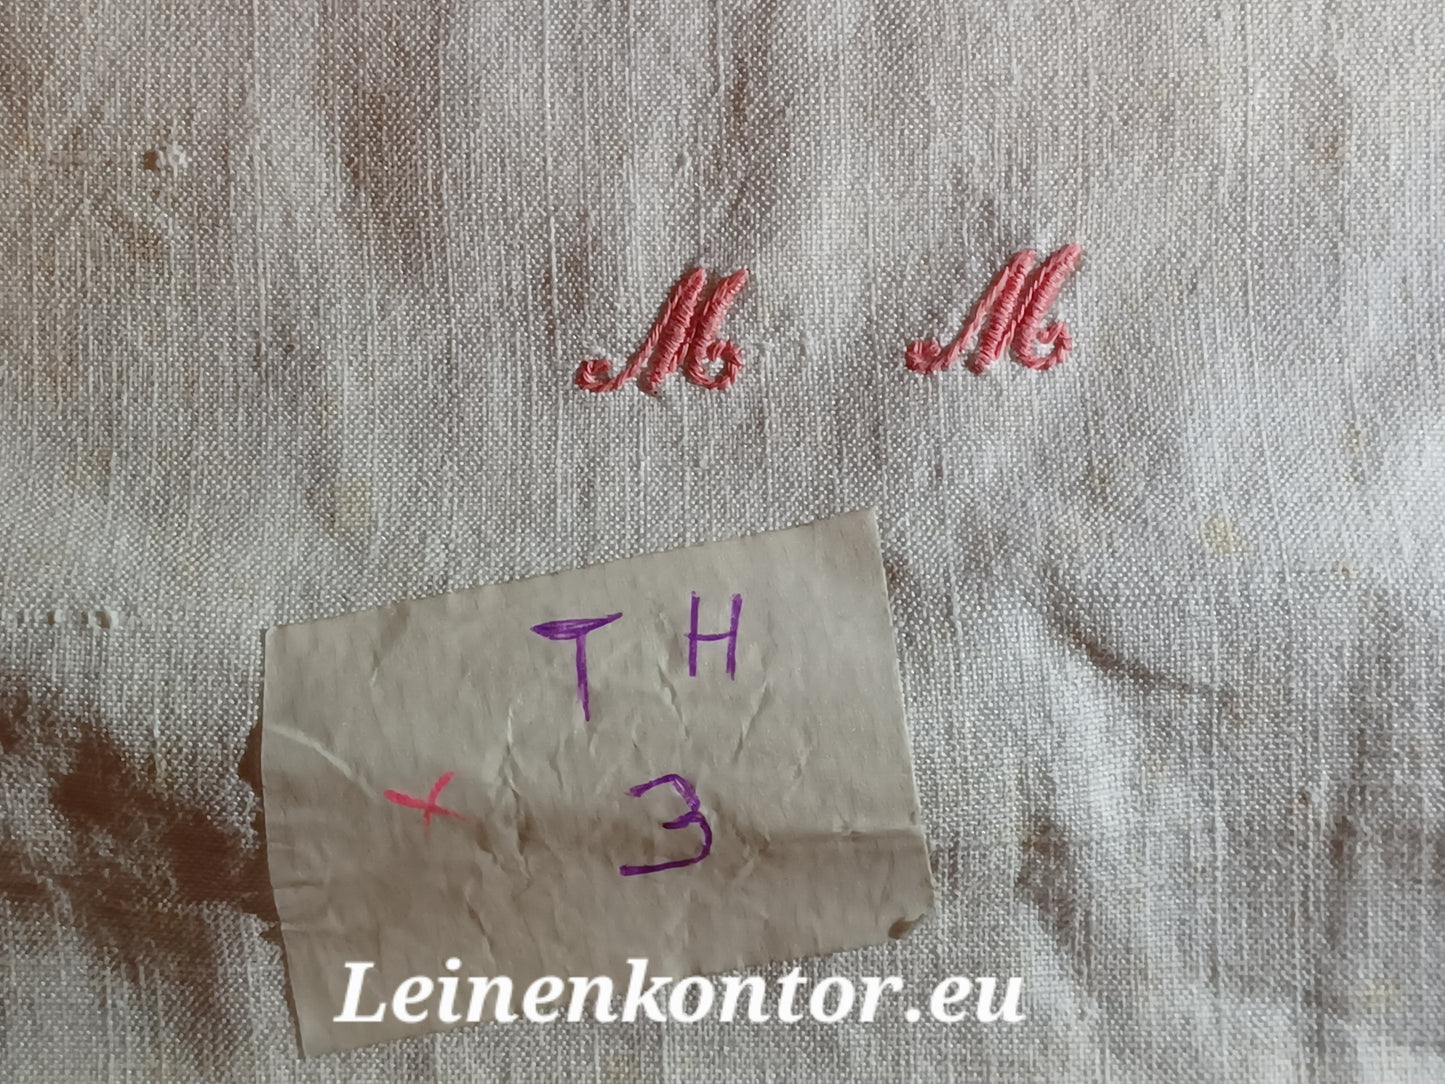 M M
T H
x 3
Leinenkontor.eu